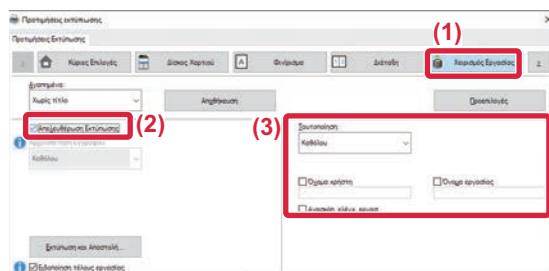 Προτιμήσεις εκτύπωσης
Προτιμήσεις Εκτύπωσης
(1)
Κύριες Επιλογές
Δίσκος Χαρτιού
Φινίρισμα
Διάταξη
Χειρισμός Εργασίας
Αγαπημένα:
Χωρίς τίτλο
Αποθήκευση
Προεπιλογές
Απελευθέρωση Εκτύπωσης
(2)
(3)
Ταυτοποίηση:
Καθόλου
Καθόλου
Όνομα χρήστη
Όνομα εργασίας
Εκτύπωση και Αποστολή...
Ειδοποίηση τέλους εργασίας